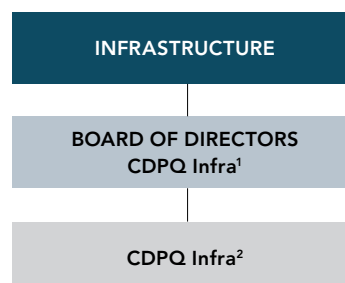 INFRASTRUCTURE
BOARD OF DIRECTORS
CDPQ Infra¹
CDPQ Infra²